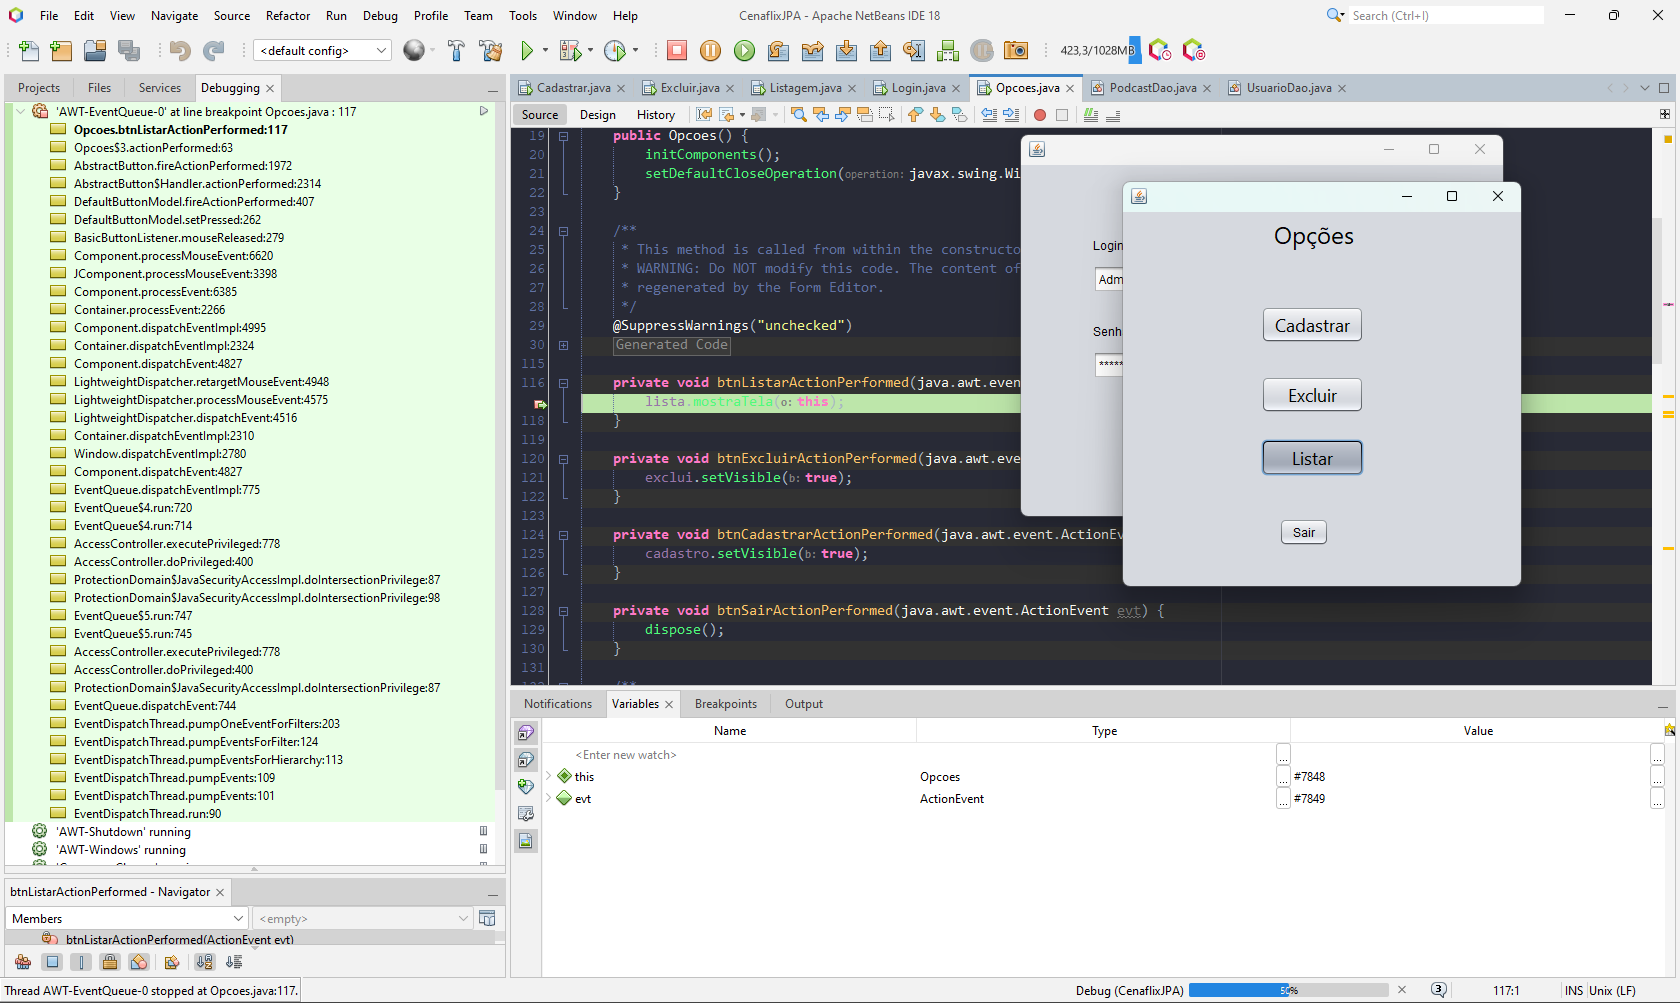 File Edit View Navigate Source Refactor Run Debug Profile Team Tools Window Help
CenaflixJPA - Apache NetBeans IDE 18
Search (Ctrl+I)
<default config>
423,3/1028MB
Projects Files Services Debugging
Cadastrar.java Excluir.java Listagem.java Login.java Opcoes.java PodcastDao.java UsuarioDao.java
Source Design History
'AWT-EventQueue-0' at line breakpoint Opcoes.java : 117
Opcoes.btnListarActionPerformed:117
Opcoes$3.actionPerformed:63
AbstractButton.fireActionPerformed:1972
AbstractButton$Handler.actionPerformed:2314
DefaultButtonModel.fireActionPerformed:407
DefaultButtonModel.setPressed:262
BasicButtonListener.mouseReleased:279
Component.processMouseEvent:6620
JComponent.processMouseEvent:3398
Component.processEvent:6385
Container.processEvent:2266
Component.dispatchEventImpl:4995
Container.dispatchEventImpl:2324
Component.dispatchEvent:4827
LightweightDispatcher.retargetMouseEvent:4948
LightweightDispatcher.processMouseEvent:4575
LightweightDispatcher.dispatchEvent:4516
Container.dispatchEventImpl:2310
Window.dispatchEventImpl:2780
Component.dispatchEvent:4827
EventQueue.dispatchEventImpl:775
EventQueue$4.run:720
EventQueue$4.run:714
AccessController.executePrivileged:778
AccessController.doPrivileged:400
ProtectionDomain$JavaSecurityAccessImpl.doIntersectionPrivilege:87
ProtectionDomain$JavaSecurityAccessImpl.doIntersectionPrivilege:98
EventQueue$5.run:747
EventQueue$5.run:745
AccessController.executePrivileged:778
AccessController.doPrivileged:400
ProtectionDomain$JavaSecurityAccessImpl.doIntersectionPrivilege:87
EventQueue.dispatchEvent:744
EventDispatchThread.pumpOneEventForFilters:203
EventDispatchThread.pumpEventsForFilter:124
EventDispatchThread.pumpEventsForHierarchy:113
EventDispatchThread.pumpEvents:109
EventDispatchThread.pumpEvents:101
EventDispatchThread.run:90
'AWT-Shutdown' running
'AWT-Windows' running
19 public Opcoes() {
20 initComponents();
21 setDefaultCloseOperation(operation: javax.swing.Wi
22 }
23
24 /**
25 * This method is called from within the constructo
26 * WARNING: Do NOT modify this code. The content of
27 * regenerated by the Form Editor.
28 */
29 @SuppressWarnings("unchecked")
30 Generated Code
115
116 private void btnListarActionPerformed(java.awt.even
lista.mostraTela(o: this);
118 }
119
120 private void btnExcluirActionPerformed(java.awt.eve
121 exclui.setVisible(b: true);
122 }
123
124 private void btnCadastrarActionPerformed(java.awt.event.ActionEv
125 cadastro.setVisible(b: true);
126 }
127
128 private void btnSairActionPerformed(java.awt.event.ActionEvent evt) {
129 dispose();
130 }
131
Login
Adm
Senh
*****
Opções
Cadastrar
Excluir
Listar
Sair
Notifications Variables Breakpoints Output
Name Type Value
<Enter new watch>
this Opcoes #7848
evt ActionEvent #7849
btnListarActionPerformed - Navigator
Members <empty>
btnListarActionPerformed(ActionEvent evt)
Thread AWT-EventQueue-0 stopped at Opcoes.java:117.
Debug (CenaflixJPA) 50% 3 117:1 INS Unix (LF)